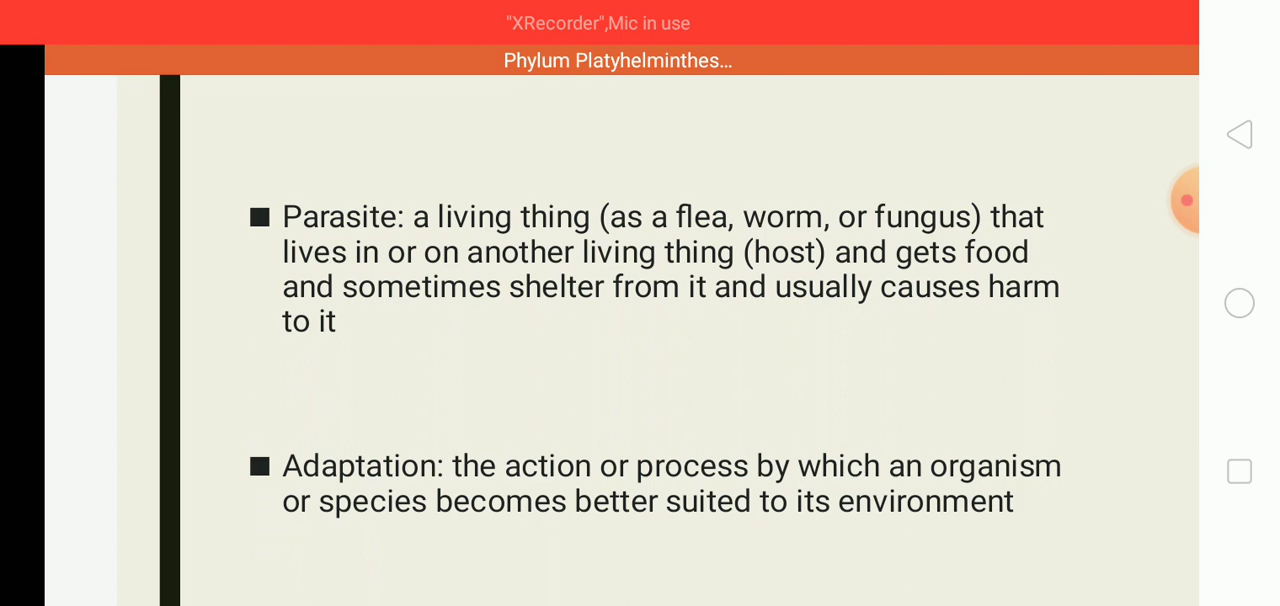 "XRecorder",Mic in use
Phylum Platyhelminthes...
■ Parasite: a living thing (as a flea, worm, or fungus) that
lives in or on another living thing (host) and gets food
and sometimes shelter from it and usually causes harm
to it
■ Adaptation: the action or process by which an organism
or species becomes better suited to its environment